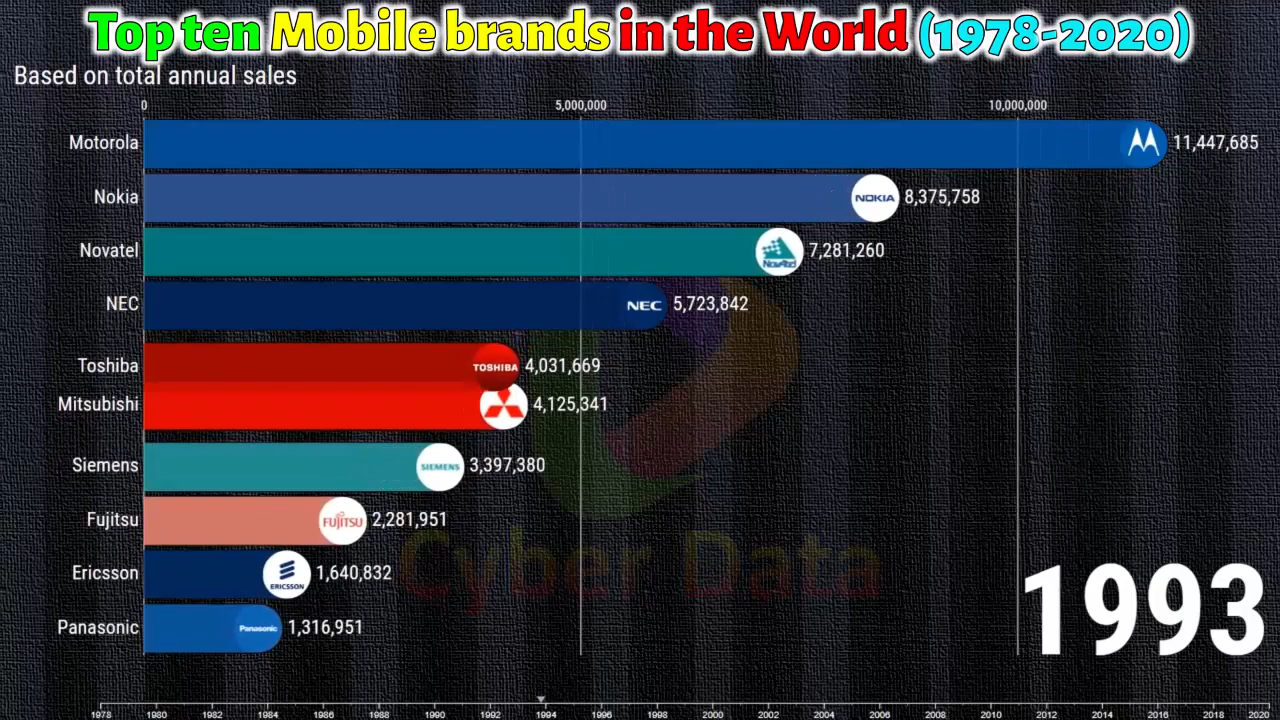 Top ten Mobile brands in the World (1978-2020)
Based on total annual sales
0 5,000,000 10,000,000
Motorola 11,447,685
Nokia NOKIA 8,375,758
Novatel NovAtel 7,281,260
NEC NEC 5,723,842
Toshiba TOSHIBA 4,031,669
Mitsubishi 4,125,341
Siemens SIEMENS 3,397,380
Fujitsu FUJITSU 2,281,951
Ericsson ERICSSON 1,640,832
Panasonic Panasonic 1,316,951
Cyber Data
1993
1978 1980 1982 1984 1986 1988 1990 1992 1994 1996 1998 2000 2002 2004 2006 2008 2010 2012 2014 2016 2018 2020